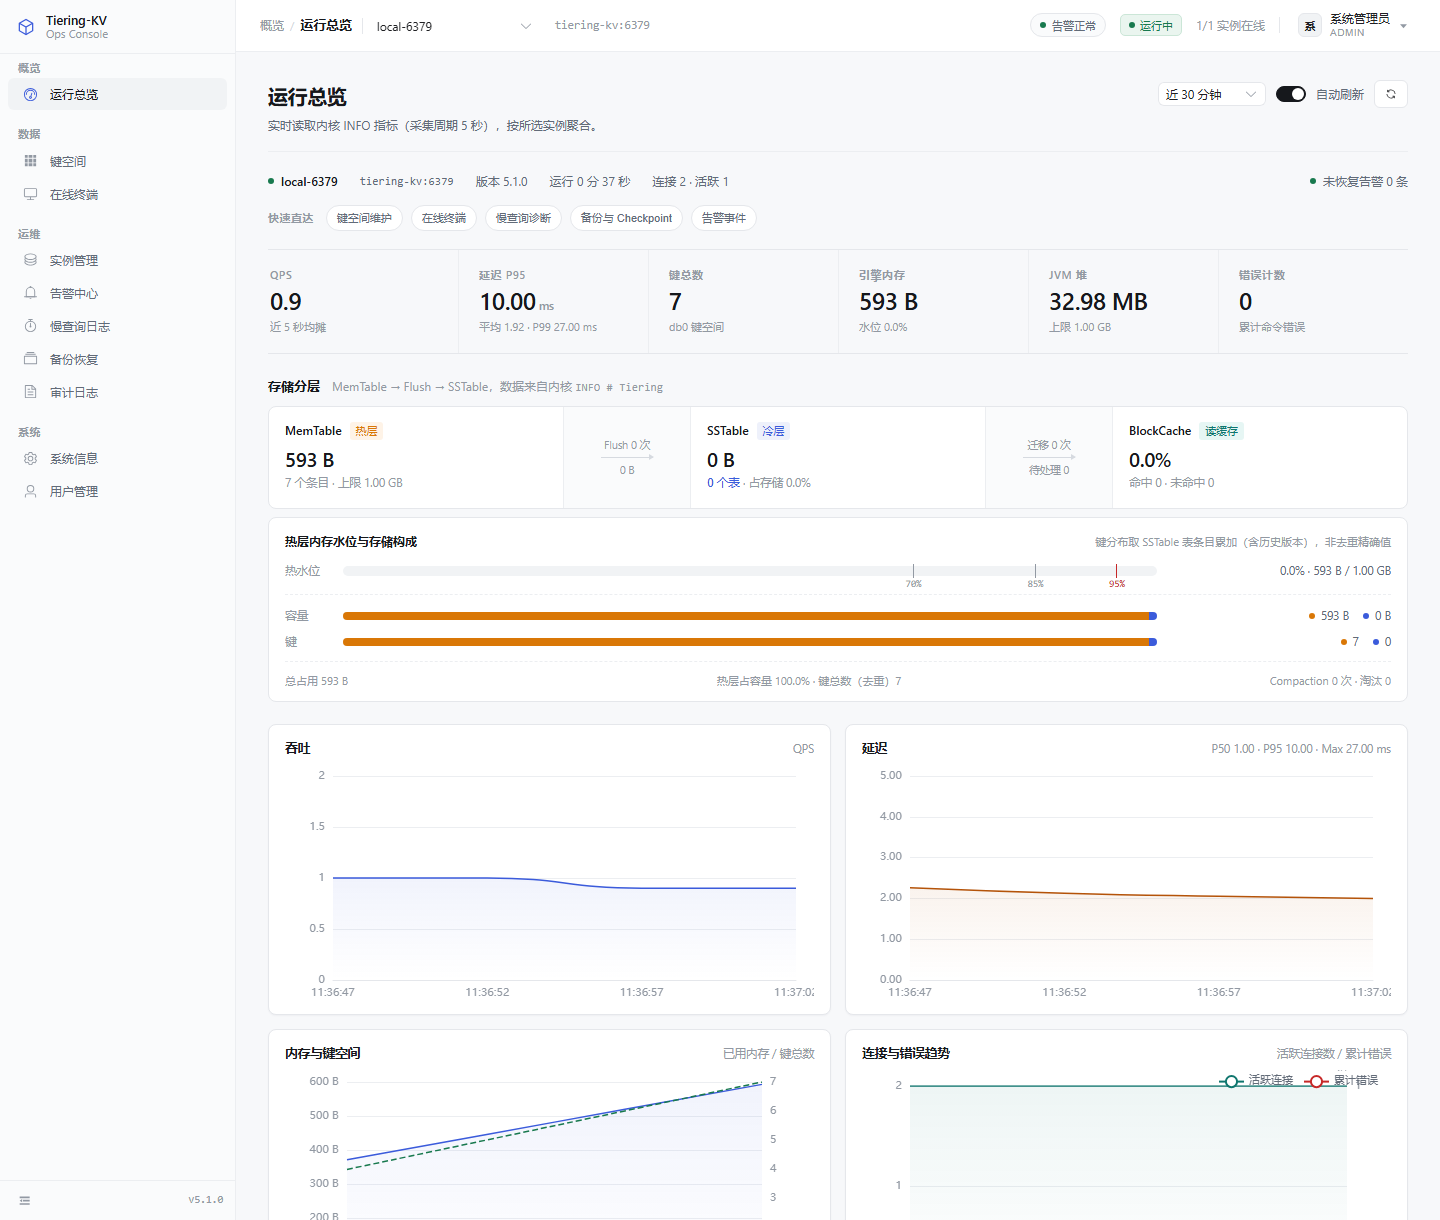 Tiering-KV
Ops Console
概览
运行总览
数据
键空间
在线终端
运维
实例管理
告警中心
慢查询日志
备份恢复
审计日志
系统
系统信息
用户管理
v5.1.0
概览 / 运行总览 local-6379 tiering-kv:6379 告警正常 运行中 1/1 实例在线 系 系统管理员
ADMIN
运行总览 近 30 分钟 自动刷新
实时读取内核 INFO 指标（采集周期 5 秒），按所选实例聚合。
local-6379 tiering-kv:6379 版本 5.1.0 运行 0 分 37 秒 连接 2 · 活跃 1 未恢复告警 0 条
快速直达 键空间维护 在线终端 慢查询诊断 备份与 Checkpoint 告警事件
QPS 延迟 P95 键总数 引擎内存 JVM 堆 错误计数
0.9 10.00 ms 7 593 B 32.98 MB 0
近 5 秒均摊 平均 1.92 · P99 27.00 ms db0 键空间 水位 0.0% 上限 1.00 GB 累计命令错误
存储分层 MemTable → Flush → SSTable，数据来自内核 INFO # Tiering
MemTable 热层
593 B
7 个条目 · 上限 1.00 GB
Flush 0 次
0 B
SSTable 冷层
0 B
0 个表 · 占存储 0.0%
迁移 0 次
待处理 0
BlockCache 读缓存
0.0%
命中 0 · 未命中 0
热层内存水位与存储构成 键分布取 SSTable 表条目累加（含历史版本），非去重精确值
热水位 0.0% · 593 B / 1.00 GB
70% 85% 95%
容量 593 B 0 B
键 7 0
总占用 593 B 热层占容量 100.0% · 键总数（去重）7 Compaction 0 次 · 淘汰 0
吞吐 QPS
2
1.5
1
0.5
0
11:36:47 11:36:52 11:36:57 11:37:02
延迟 P50 1.00 · P95 10.00 · Max 27.00 ms
5.00
4.00
3.00
2.00
1.00
0.00
11:36:47 11:36:52 11:36:57 11:37:02
内存与键空间 已用内存 / 键总数
600 B 7
500 B 6
400 B 5
300 B 4
200 B 3
连接与错误趋势 活跃连接数 / 累计错误
活跃连接 累计错误
2 1
1